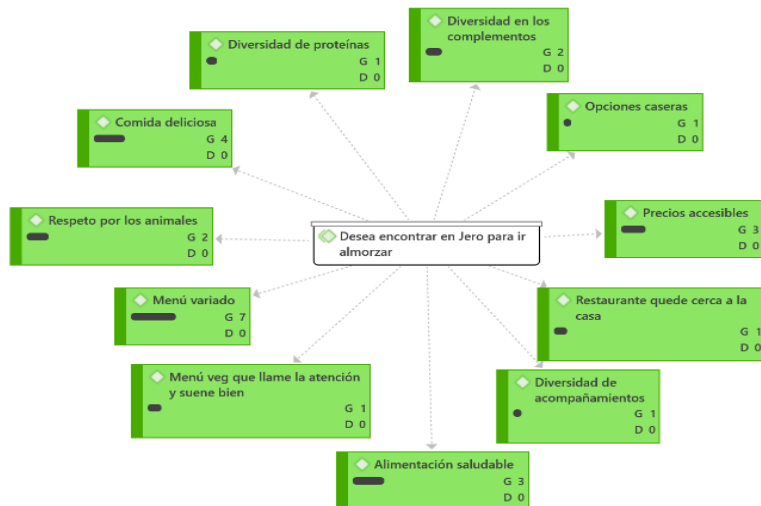 Diversidad de proteínas
G 1
D 0
Diversidad en los
complementos
G 2
D 0
Comida deliciosa
G 4
D 0
Opciones caseras
G 1
D 0
Respeto por los animales
G 2
D 0
Desea encontrar en Jero para ir
almorzar
Precios accesibles
G 3
D 0
Menú variado
G 7
D 0
Restaurante quede cerca a la
casa
G 1
D 0
Menú veg que llame la atención
y suene bien
G 1
D 0
Diversidad de
acompañamientos
G 1
D 0
Alimentación saludable
G 3
D 0